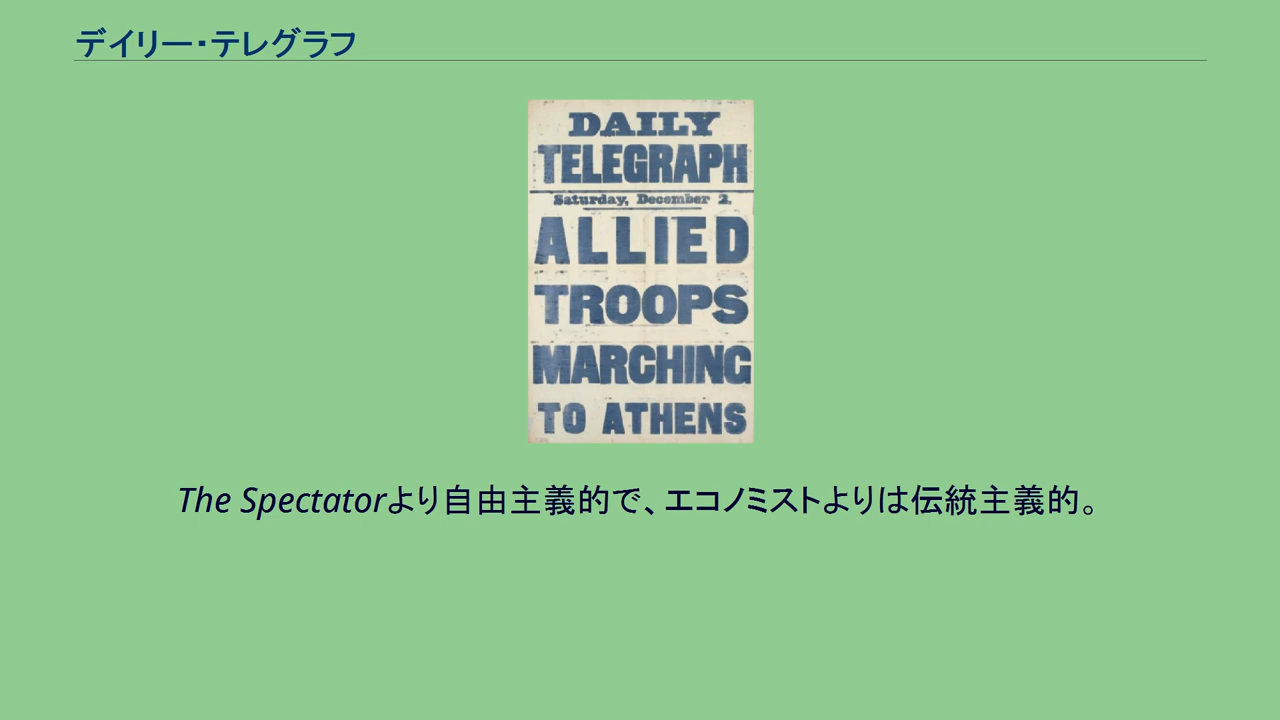 デイリー・テレグラフ
DAILY
TELEGRAPH
Saturday, December 2.
ALLIED
TROOPS
MARCHING
TO ATHENS
The Spectatorより自由主義的で、エコノミストよりは伝統主義的。